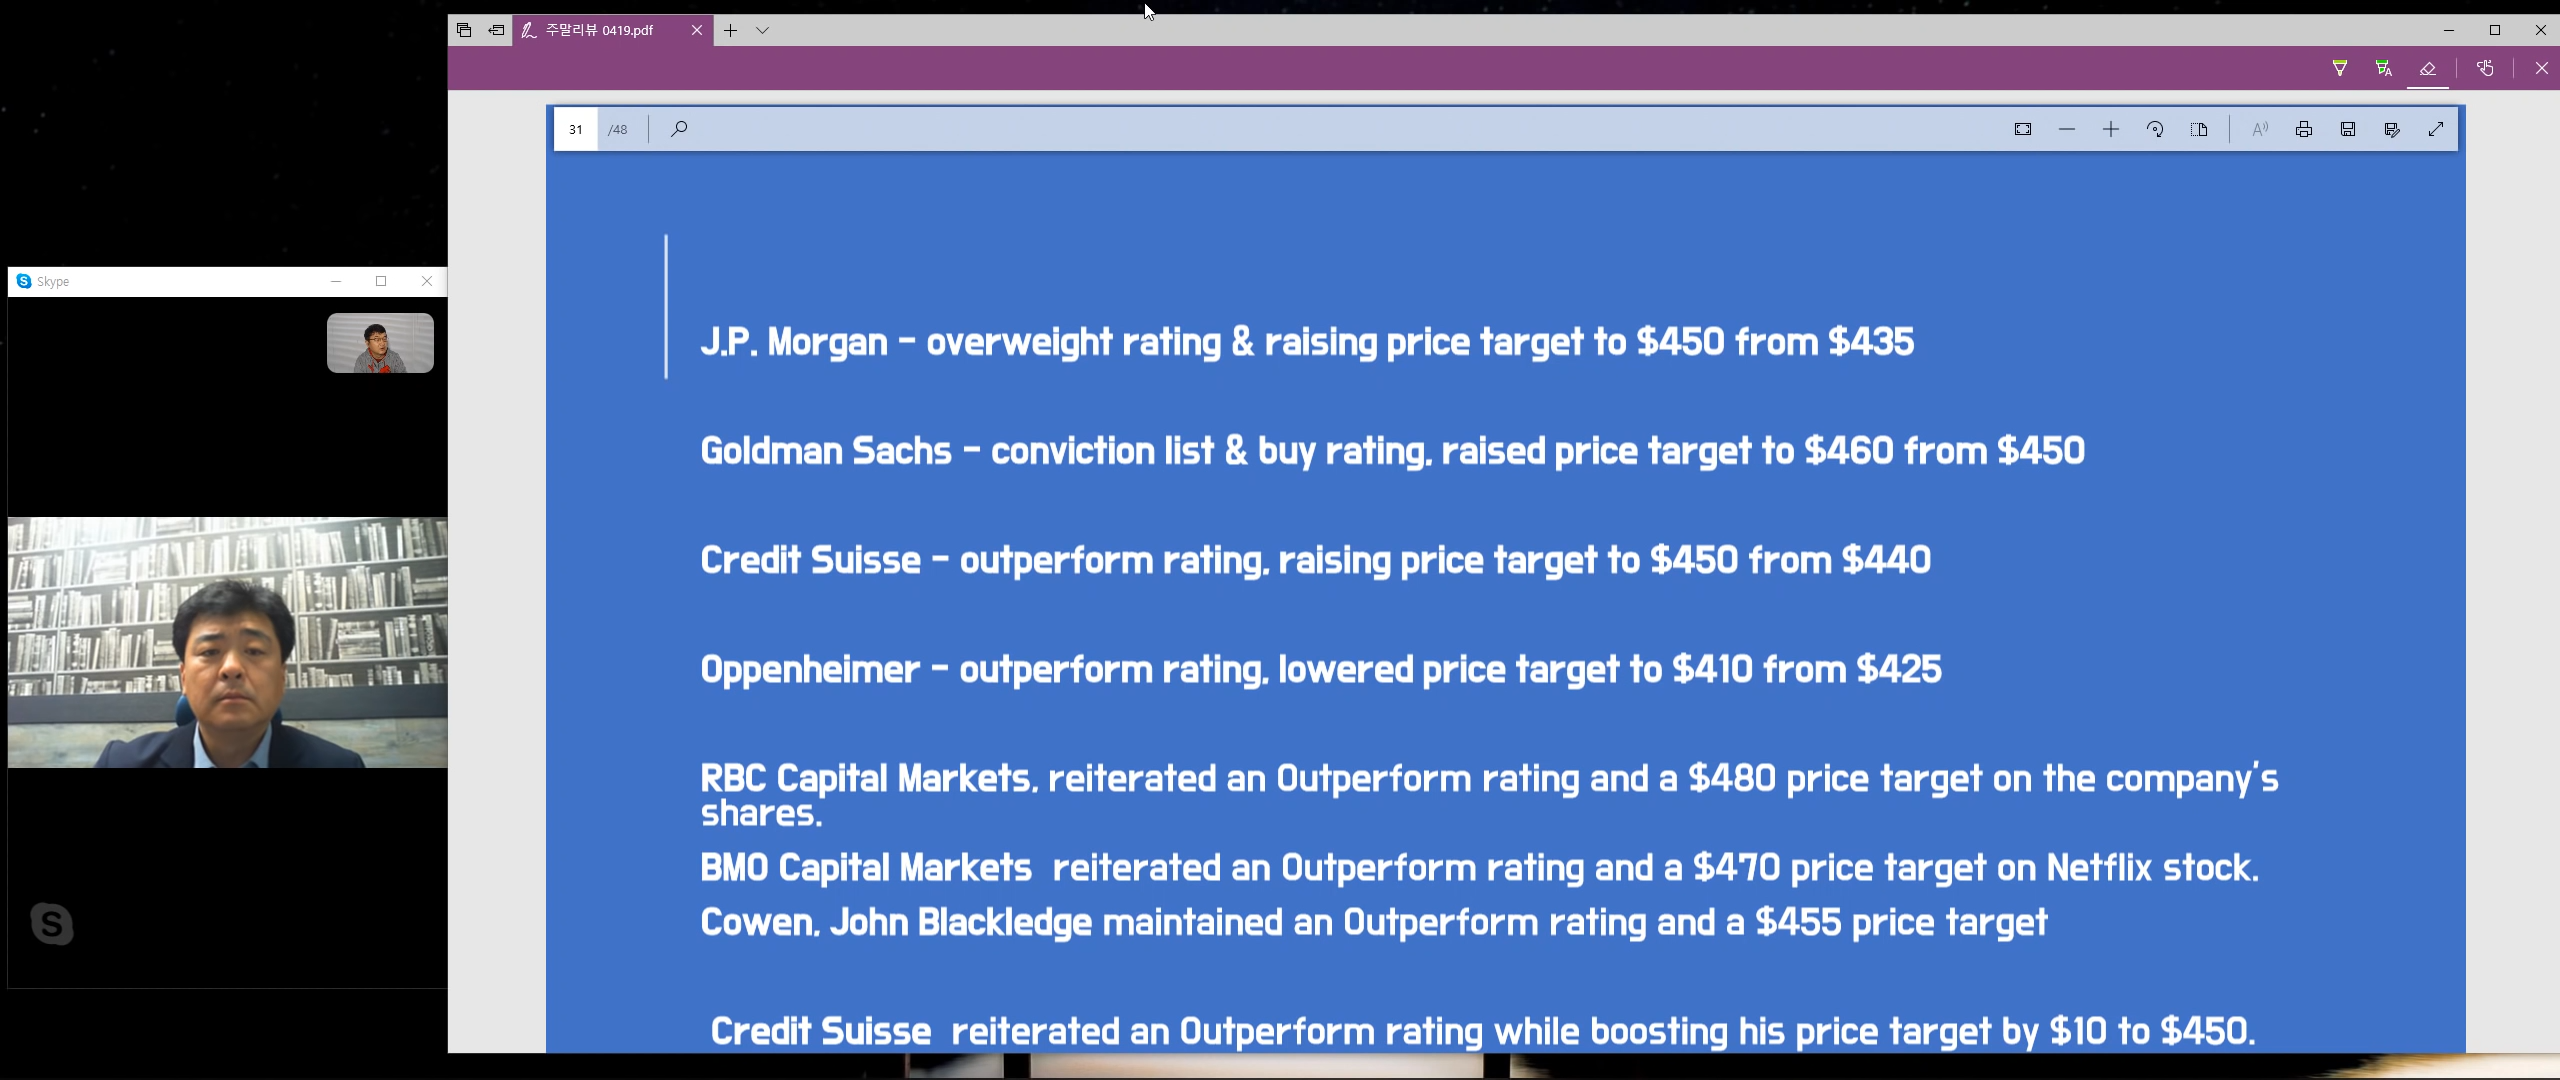 주말리뷰 0419.pdf
31 /48
Skype
J.P. Morgan – overweight rating & raising price target to $450 from $435
Goldman Sachs – conviction list & buy rating, raised price target to $460 from $450
Credit Suisse – outperform rating, raising price target to $450 from $440
Oppenheimer – outperform rating, lowered price target to $410 from $425
RBC Capital Markets, reiterated an Outperform rating and a $480 price target on the company's
shares.
BMO Capital Markets reiterated an Outperform rating and a $470 price target on Netflix stock.
Cowen, John Blackledge maintained an Outperform rating and a $455 price target
Credit Suisse reiterated an Outperform rating while boosting his price target by $10 to $450.